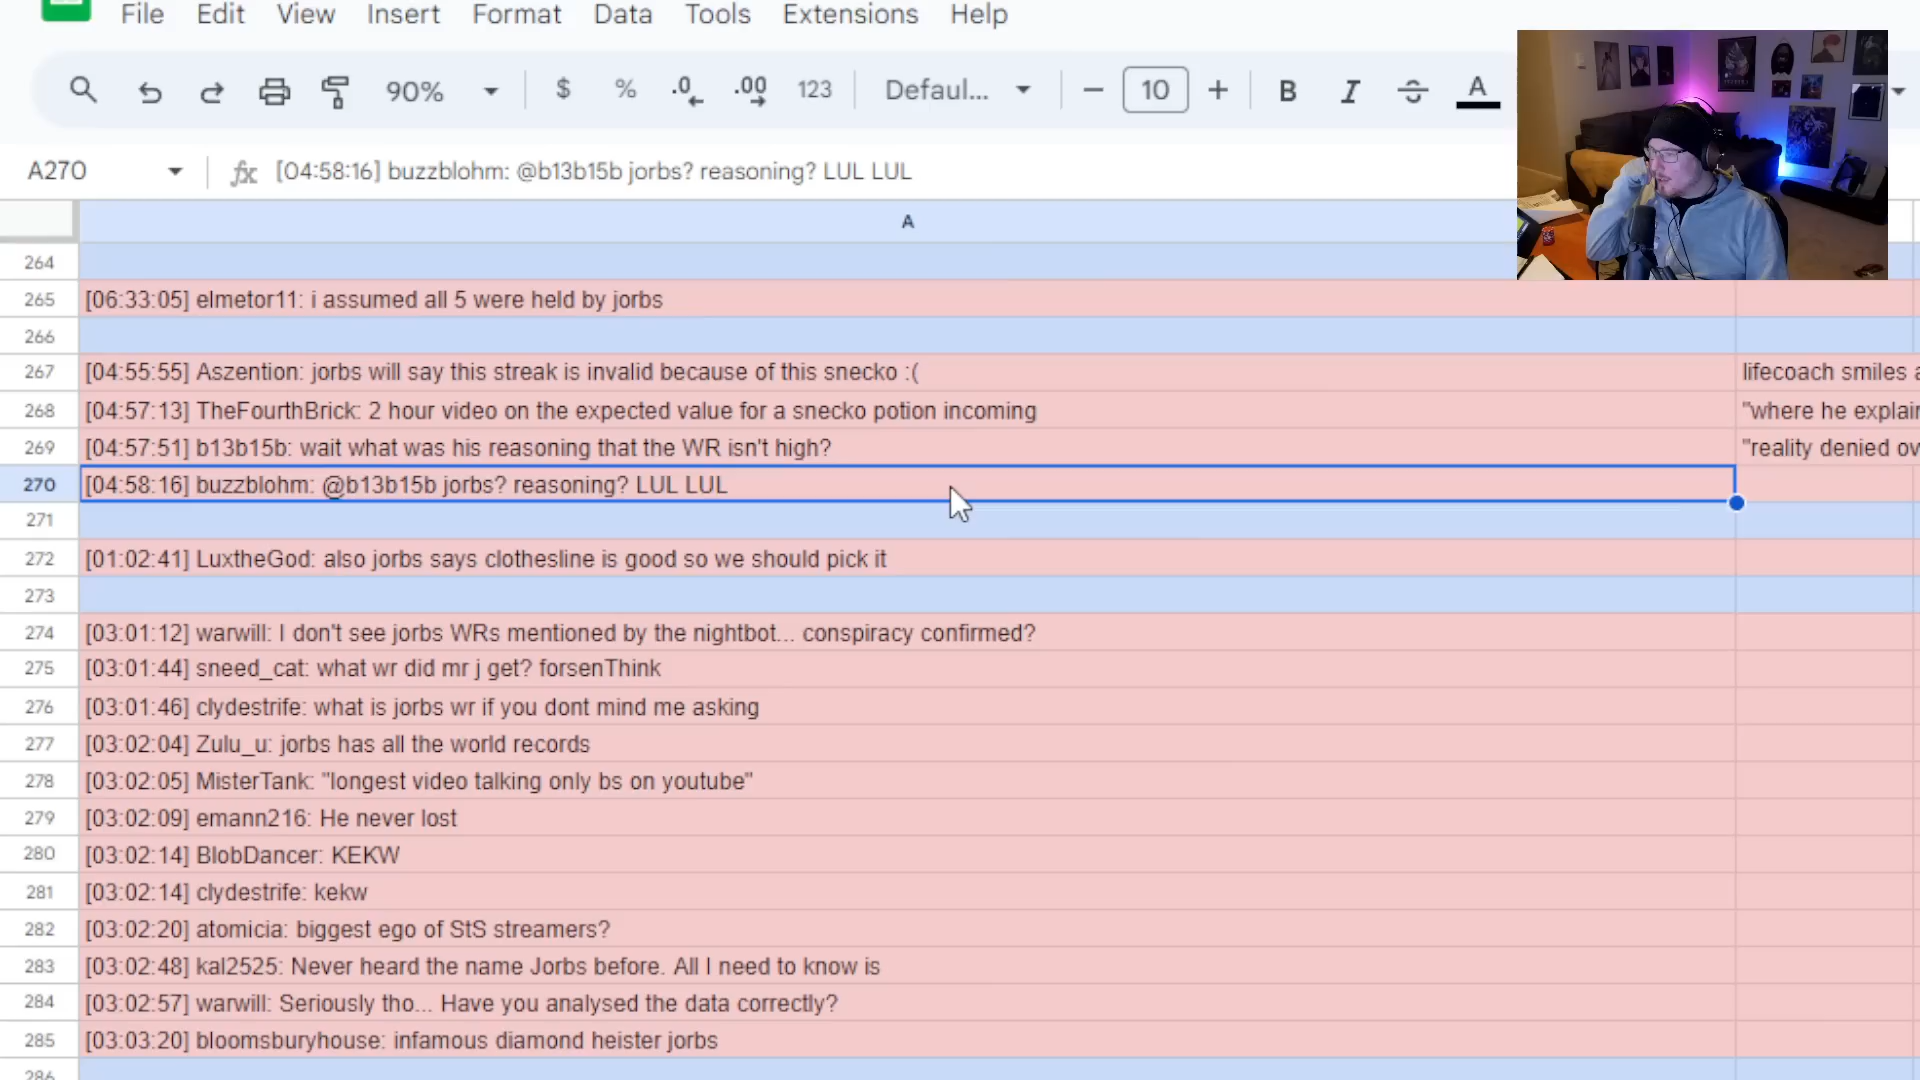 File Edit View Insert Format Data Tools Extensions Help
90% $ % .0 .00 123 Defaul... 10 B I S A
A270 fx [04:58:16] buzzblohm: @b13b15b jorbs? reasoning? LUL LUL
A
264
265 [06:33:05] elmetor11: i assumed all 5 were held by jorbs
266
267 [04:55:55] Aszention: jorbs will say this streak is invalid because of this snecko :( lifecoach smiles a
268 [04:57:13] TheFourthBrick: 2 hour video on the expected value for a snecko potion incoming "where he explain
269 [04:57:51] b13b15b: wait what was his reasoning that the WR isn't high? "reality denied ov
270 [04:58:16] buzzblohm: @b13b15b jorbs? reasoning? LUL LUL
271
272 [01:02:41] LuxtheGod: also jorbs says clothesline is good so we should pick it
273
274 [03:01:12] warwill: I don't see jorbs WRs mentioned by the nightbot... conspiracy confirmed?
275 [03:01:44] sneed_cat: what wr did mr j get? forsenThink
276 [03:01:46] clydestrife: what is jorbs wr if you dont mind me asking
277 [03:02:04] Zulu_u: jorbs has all the world records
278 [03:02:05] MisterTank: "longest video talking only bs on youtube"
279 [03:02:09] emann216: He never lost
280 [03:02:14] BlobDancer: KEKW
281 [03:02:14] clydestrife: kekw
282 [03:02:20] atomicia: biggest ego of StS streamers?
283 [03:02:48] kal2525: Never heard the name Jorbs before. All I need to know is
284 [03:02:57] warwill: Seriously tho... Have you analysed the data correctly?
285 [03:03:20] bloomsburyhouse: infamous diamond heister jorbs
286